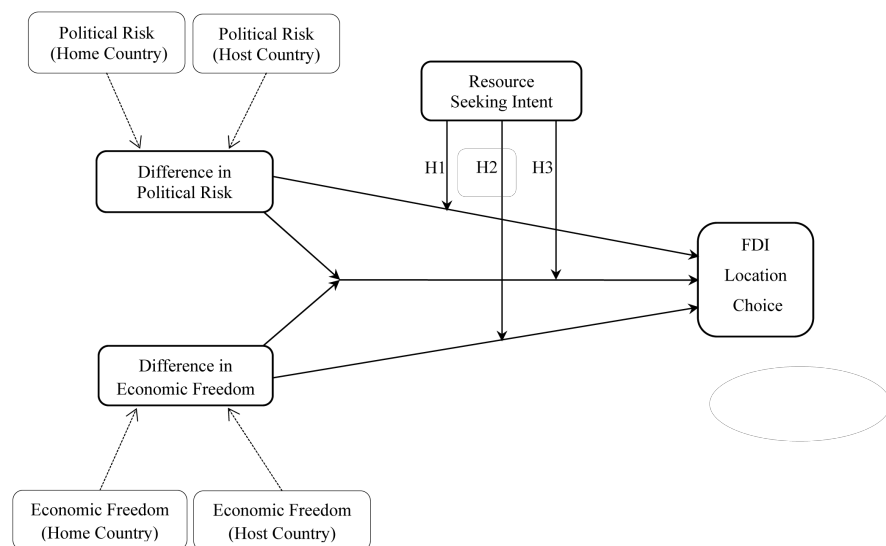 Political Risk
(Home Country)
Political Risk
(Host Country)
Resource
Seeking Intent
H1
H2
H3
Difference in
Political Risk
FDI
Location
Choice
Difference in
Economic Freedom
Economic Freedom
(Home Country)
Economic Freedom
(Host Country)